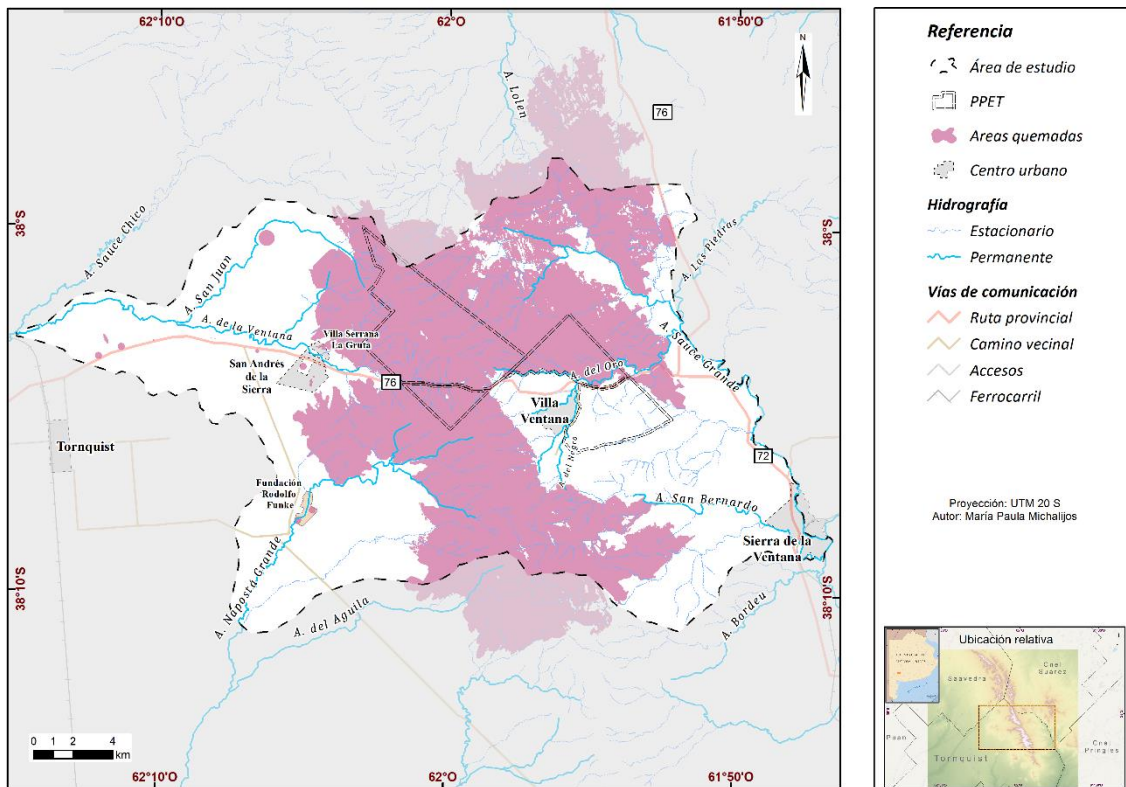 62°10'O
62°O
61°50'O
N
76
A. Lolen
38°S
38°S
A. Sauce Chico
A. Las Piedras
A. San Juan
A. de la Ventana
Villa Serrana
La Gruta
San Andrés
de la
Sierra
76
A. del Oro
A. Sauce Grande
Villa
Ventana
A. del Negro
Tornquist
72
Fundación
Rodolfo
Funke
A. San Bernardo
Sierra de la
Ventana
38°10'S
38°10'S
A. Napostá Grande
A. del Aguila
A. Bordeu
0 1 2 4
km
62°10'O
62°O
61°50'O
Referencia
Área de estudio
PPET
Areas quemadas
Centro urbano
Hidrografía
Estacionario
Permanente
Vías de comunicación
Ruta provincial
Camino vecinal
Accesos
Ferrocarril
Proyección: UTM 20 S
Autor: María Paula Michalijos
Ubicación relativa
Saavedra
Cnel
Suárez
Puan
Tornquist
Cnel
Pringles